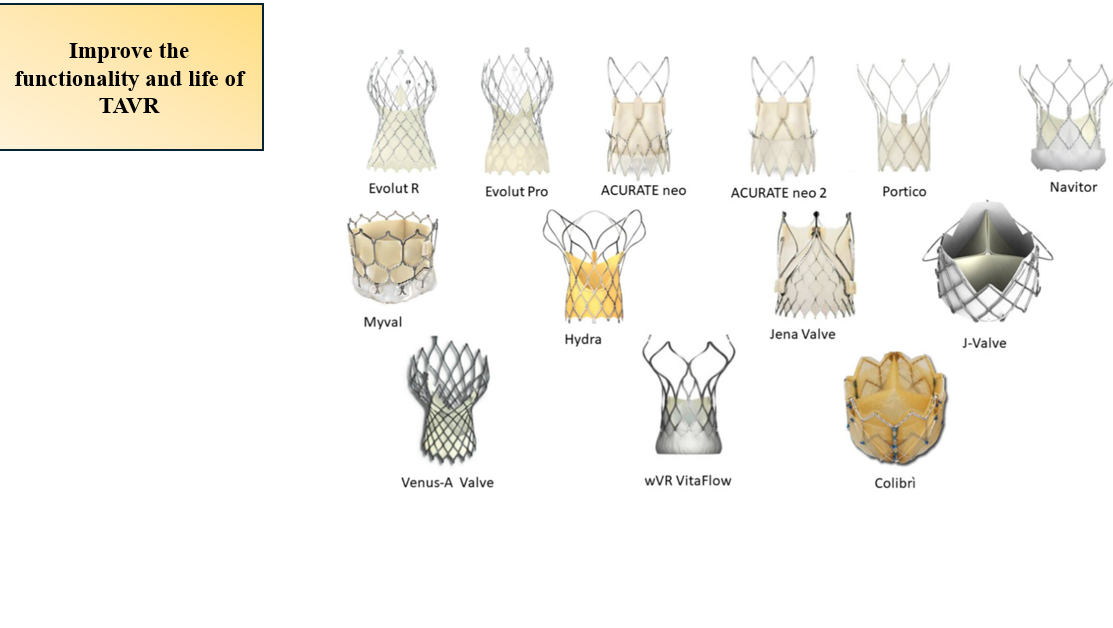 Improve the
functionality and life of
TAVR
Evolut R
Evolut Pro
ACURATE neo
ACURATE neo 2
Portico
Navitor
Myval
Hydra
Jena Valve
J-Valve
Venus-A Valve
wVR VitaFlow
Colibrì